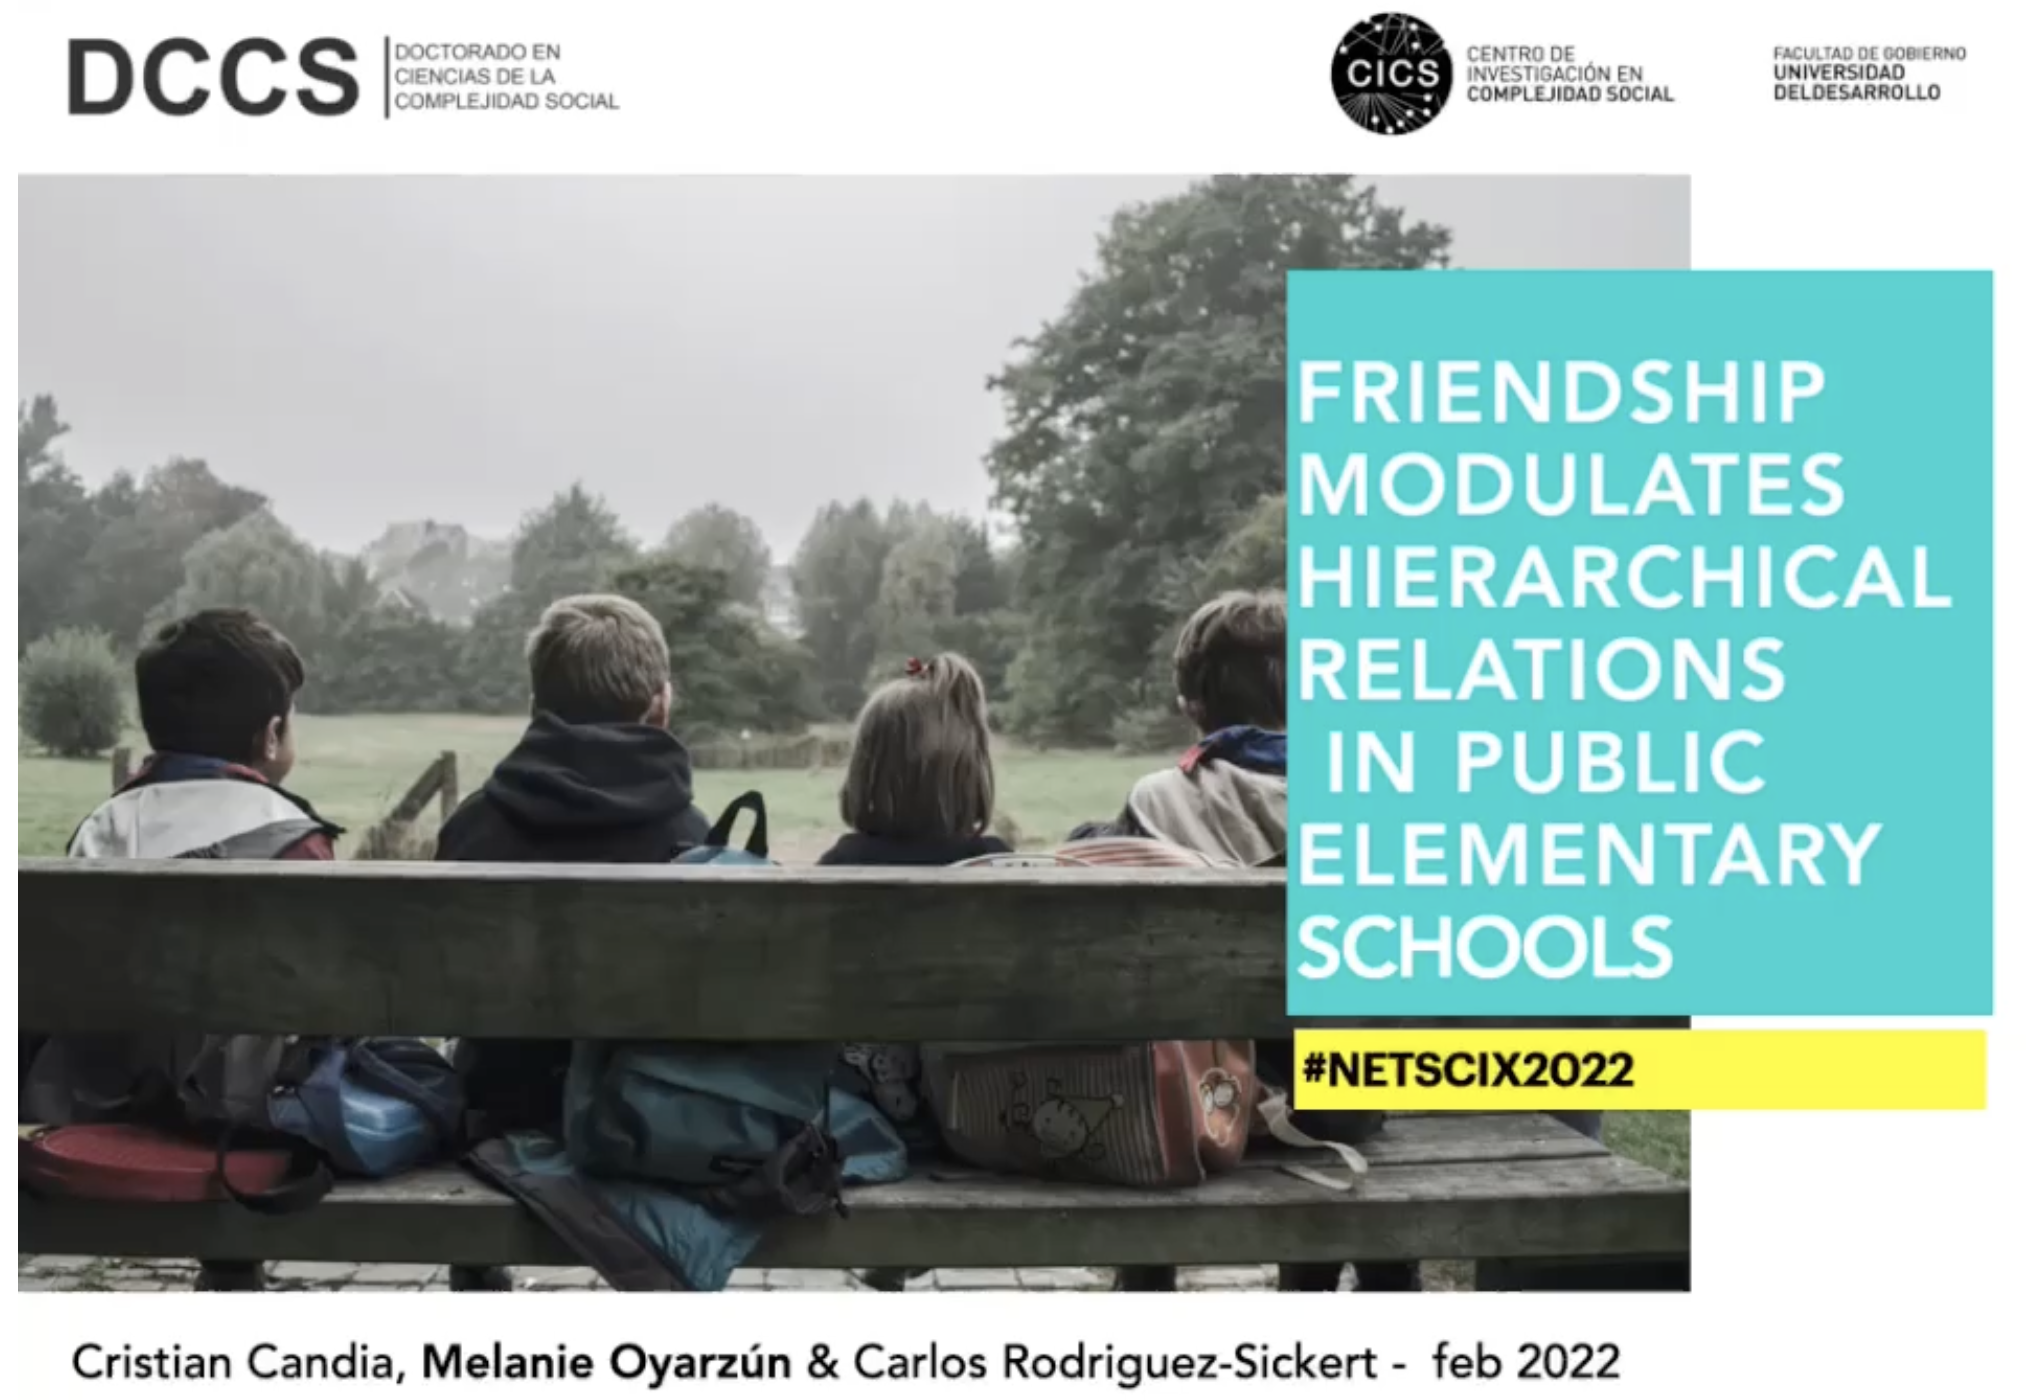 DCCS
DOCTORADO EN
CIENCIAS DE LA
COMPLEJIDAD SOCIAL
CICS
CENTRO DE
INVESTIGACIÓN EN
COMPLEJIDAD SOCIAL
FACULTAD DE GOBIERNO
UNIVERSIDAD
DELDESARROLLO
FRIENDSHIP
MODULATES
HIERARCHICAL
RELATIONS
IN PUBLIC
ELEMENTARY
SCHOOLS
#NETSCIX2022
Cristian Candia, Melanie Oyarzún & Carlos Rodriguez-Sickert - feb 2022